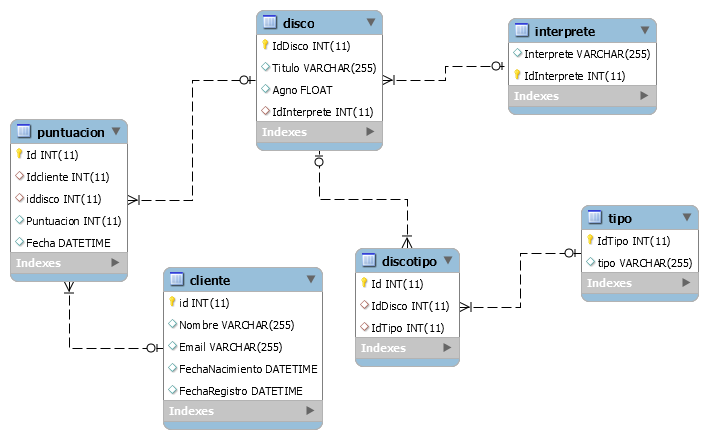 disco
IdDisco INT(11)
Titulo VARCHAR(255)
Agno FLOAT
IdInterprete INT(11)
Indexes
interprete
Interprete VARCHAR(255)
IdInterprete INT(11)
Indexes
puntuacion
Id INT(11)
Idcliente INT(11)
iddisco INT(11)
Puntuacion INT(11)
Fecha DATETIME
Indexes
cliente
id INT(11)
Nombre VARCHAR(255)
Email VARCHAR(255)
FechaNacimiento DATETIME
FechaRegistro DATETIME
Indexes
discotipo
Id INT(11)
IdDisco INT(11)
IdTipo INT(11)
Indexes
tipo
IdTipo INT(11)
tipo VARCHAR(255)
Indexes